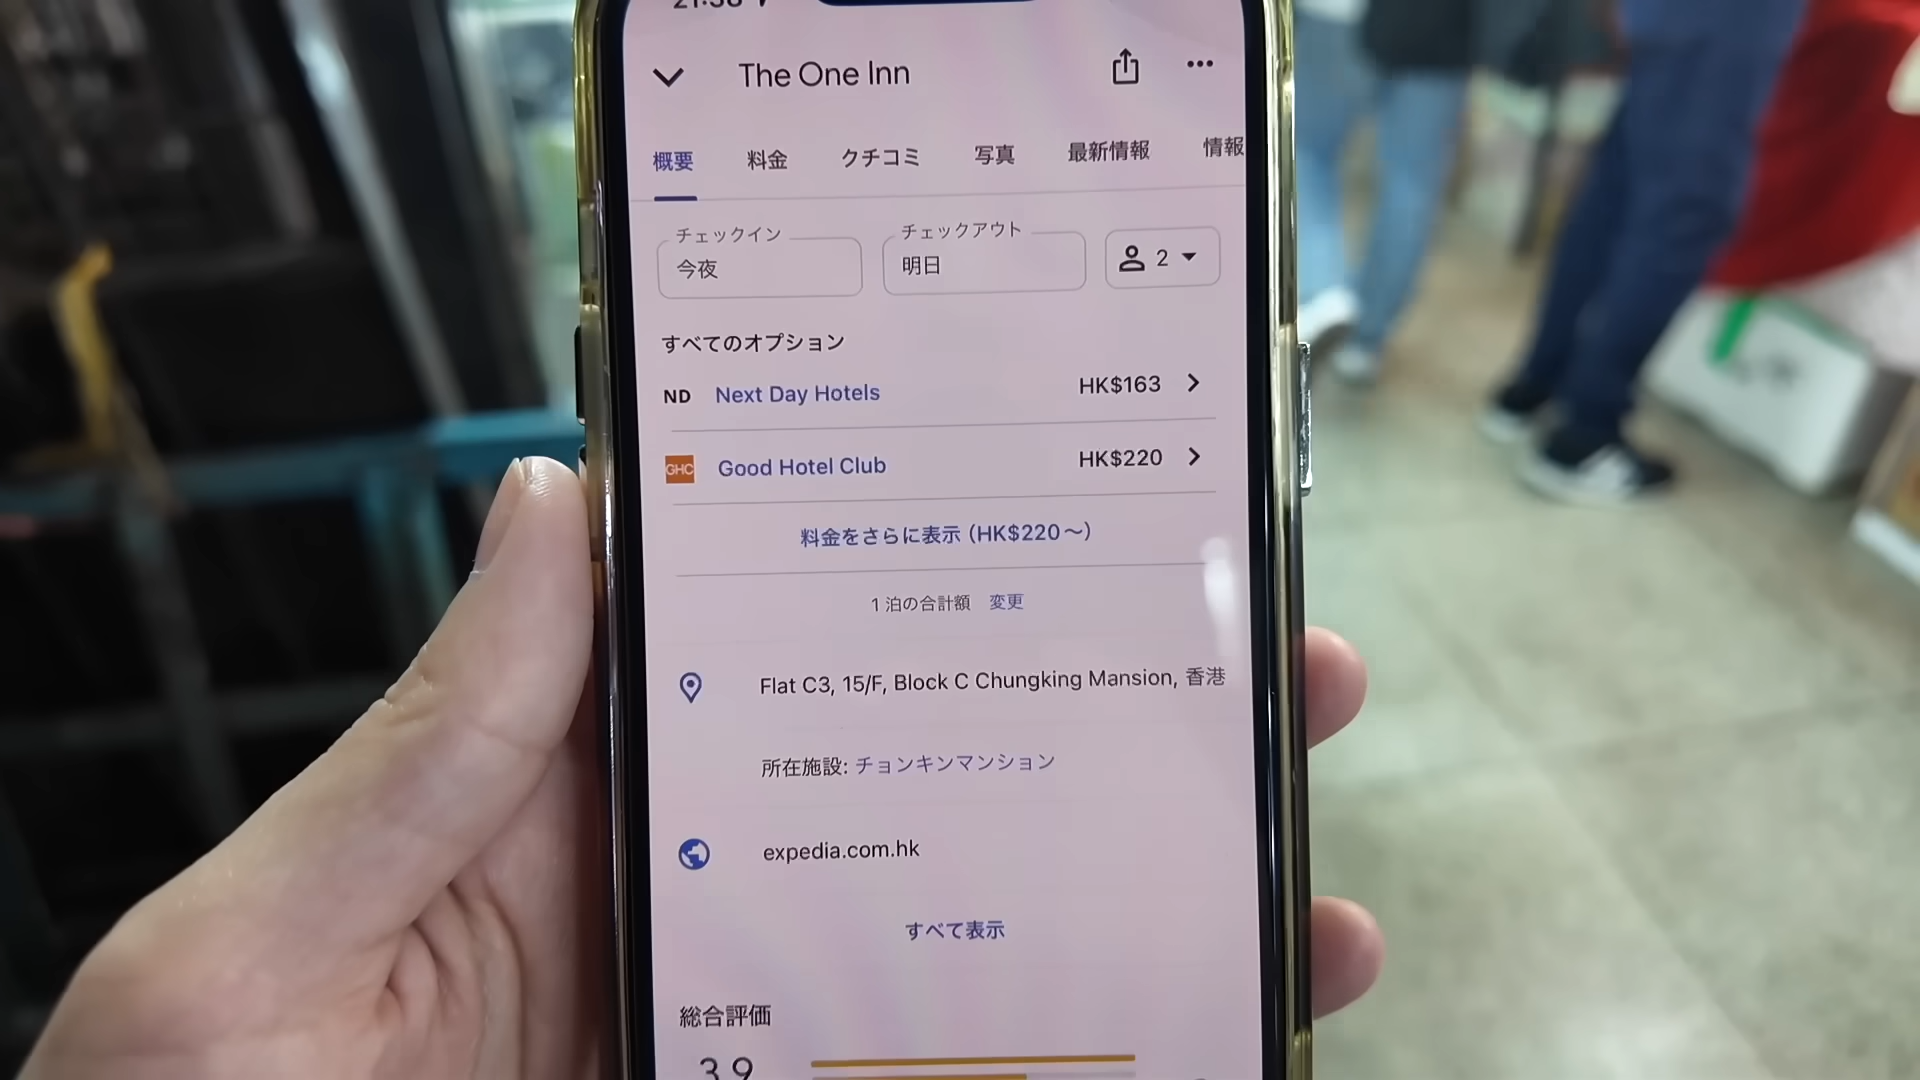 The One Inn
概要 料金 クチコミ 写真 最新情報 情報
チェックイン チェックアウト
今夜 明日 2
すべてのオプション
ND Next Day Hotels HK$163
GHC Good Hotel Club HK$220
料金をさらに表示 (HK$220～)
1 泊の合計額 変更
Flat C3, 15/F, Block C Chungking Mansion, 香港
所在施設: チョンキンマンション
expedia.com.hk
すべて表示
総合評価
3.9